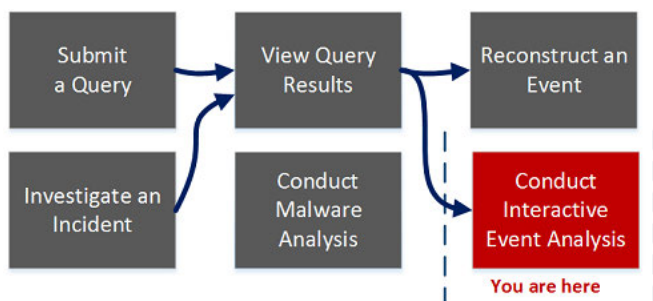 Submit
a Query
View Query
Results
Reconstruct an
Event
Investigate an
Incident
Conduct
Malware
Analysis
Conduct
Interactive
Event Analysis
You are here